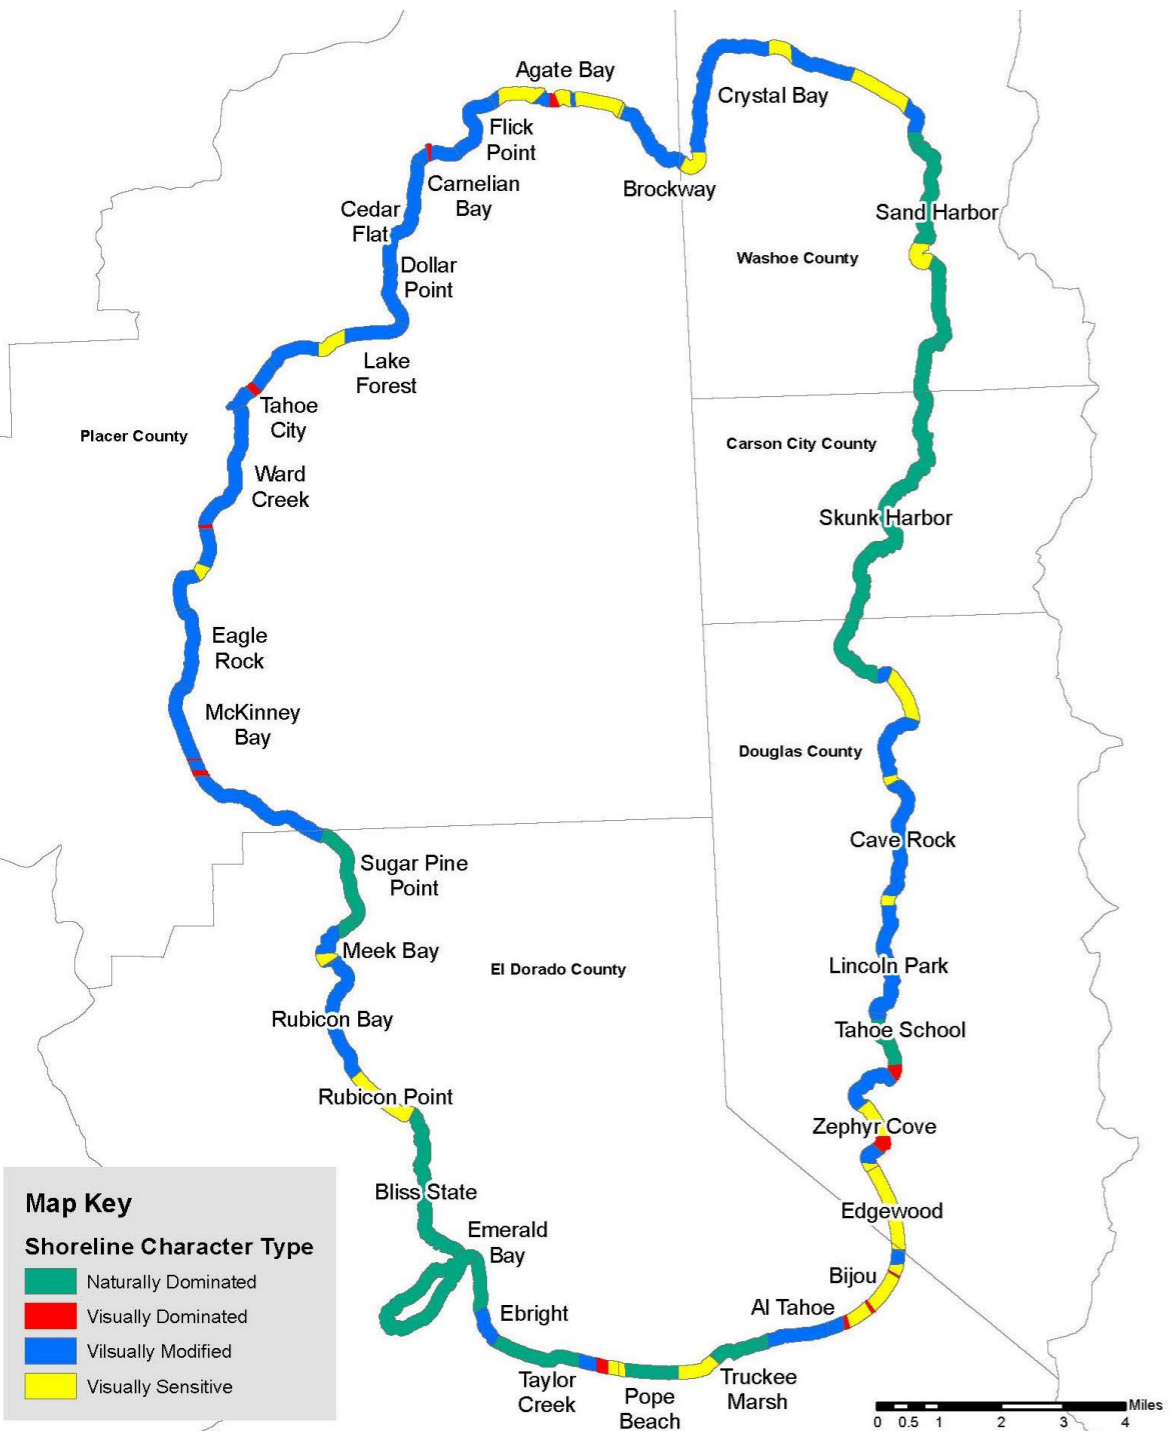 Agate Bay
Crystal Bay
Flick
Point
Carnelian
Bay
Brockway
Cedar
Flat
Sand Harbor
Dollar
Point
Washoe County
Lake
Forest
Tahoe
City
Placer County
Carson City County
Ward
Creek
Skunk Harbor
Eagle
Rock
McKinney
Bay
Douglas County
Cave Rock
Sugar Pine
Point
Meek Bay
El Dorado County
Lincoln Park
Rubicon Bay
Tahoe School
Rubicon Point
Zephyr Cove
Bliss State
Edgewood
Emerald
Bay
Bijou
Al Tahoe
Ebright
Taylor
Creek
Pope
Beach
Truckee
Marsh
Map Key
Shoreline Character Type
Naturally Dominated
Visually Dominated
Vilsually Modified
Visually Sensitive
Miles
0 0.5 1 2 3 4